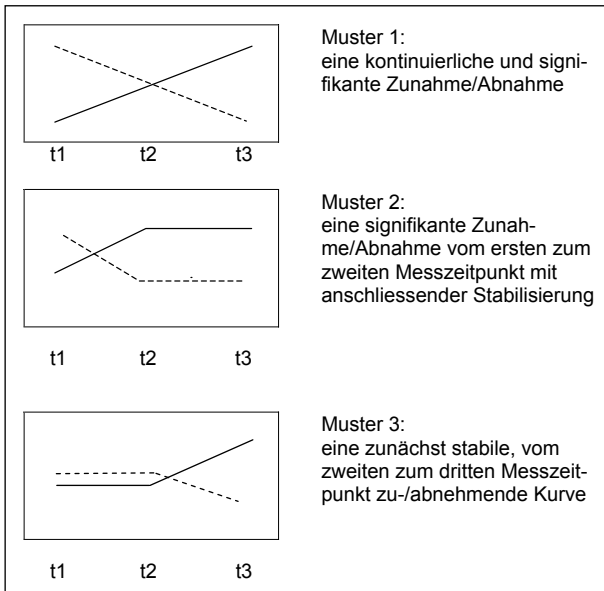 Muster 1:
eine kontinuierliche und signi-
fikante Zunahme/Abnahme
t1 t2 t3
Muster 2:
eine signifikante Zunah-
me/Abnahme vom ersten zum
zweiten Messzeitpunkt mit
anschliessender Stabilisierung
t1 t2 t3
Muster 3:
eine zunächst stabile, vom
zweiten zum dritten Messzeit-
punkt zu-/abnehmende Kurve
t1 t2 t3